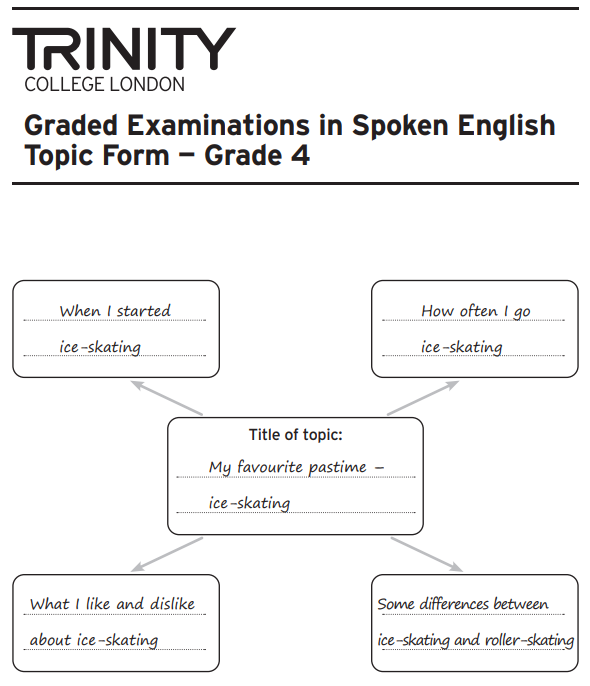 TRINITY
COLLEGE LONDON
Graded Examinations in Spoken English
Topic Form – Grade 4
When I started
ice-skating
How often I go
ice-skating
Title of topic:
My favourite pastime –
ice-skating
What I like and dislike
about ice-skating
Some differences between
ice-skating and roller-skating